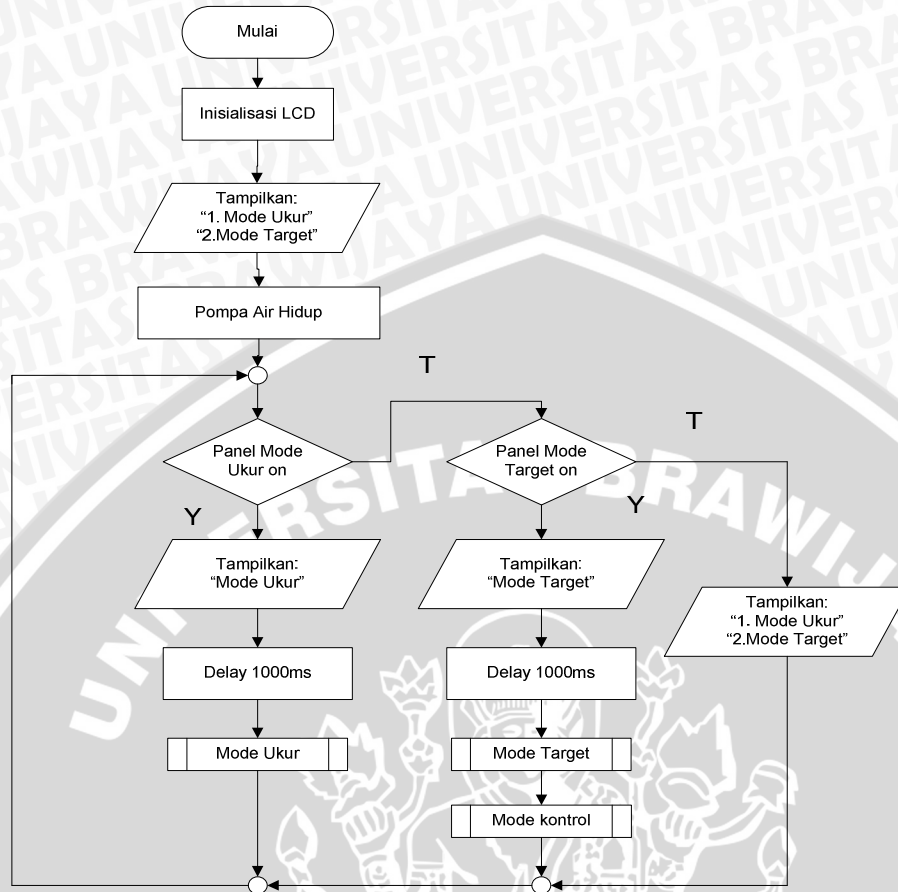 Mulai
Inisialisasi LCD
Tampilkan:
“1. Mode Ukur”
“2.Mode Target”
Pompa Air Hidup
T
T
Panel Mode
Ukur on
Panel Mode
Target on
Y
Y
Tampilkan:
“Mode Ukur”
Tampilkan:
“Mode Target”
Tampilkan:
“1. Mode Ukur”
“2.Mode Target”
Delay 1000ms
Delay 1000ms
Mode Ukur
Mode Target
Mode kontrol
UNIVERSITAS BRAWIJ